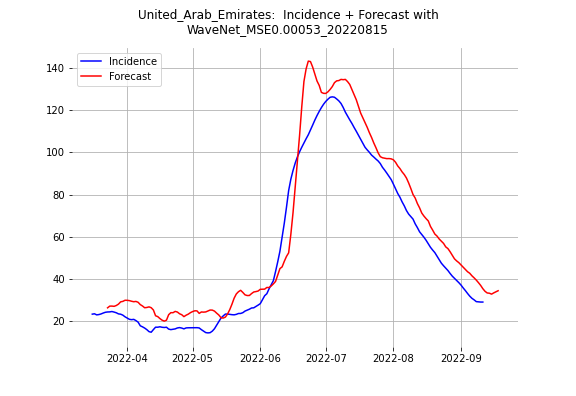 United_Arab_Emirates:  Incidence + Forecast with
WaveNet_MSE0.00053_20220815
Incidence
Forecast
140
120
100
80
60
40
20
2022-04 2022-05 2022-06 2022-07 2022-08 2022-09